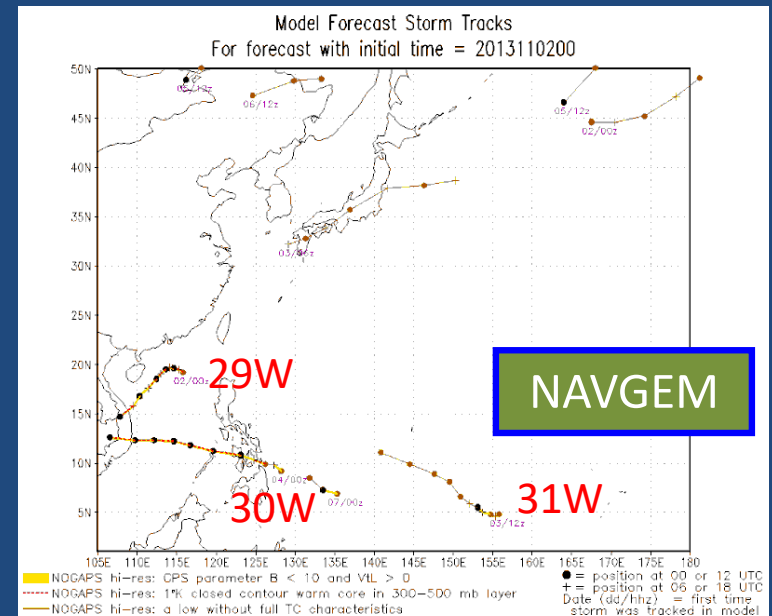 Model Forecast Storm Tracks
For forecast with initial time = 2013110200
50N
45N
40N
35N
30N
25N
20N
15N
10N
5N
05/12z
06/12z
05/12z
02/00z
02/00z
29W
NAVGEM
04/00z
07/00z
30W
31W
03/12z
105E 110E 115E 120E 125E 130E 135E 140E 145E 150E 155E 160E 165E 170E 175E 180
NOGAPS hi-res: CPS parameter B < 10 and VtL > 0
NOGAPS hi-res: 1°K closed contour warm core in 300-500 mb layer
NOGAPS hi-res: a low without full TC characteristics
● = position at 00 or 12 UTC
+ = position at 06 or 18 UTC
Date (dd/hhz) = first time
storm was tracked in model